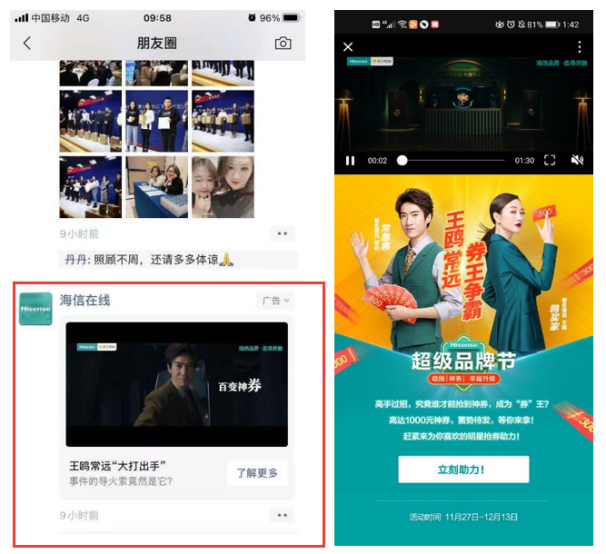 中国移动 4G
09:58
96%
朋友圈
9小时前
丹丹: 照顾不周，还请多多体谅🙏
Hisense
海信在线
广告
Hisense
百变神券
王鸥常远“大打出手”
事件的导火索竟然是它?
了解更多
9小时前
81%
1:42
Hisense
00:02
01:30
常惠惠
王鸥常远
券王争霸
鸥买家
800
Hisense
超级品牌节
高手过招，究竟谁才能抢到神券，成为“券”王?
高达1000元神券，蓄势待发，等你来拿!
赶紧来为你喜欢的明星抢券助力!
立刻助力!
活动时间 11月27日-12月13日